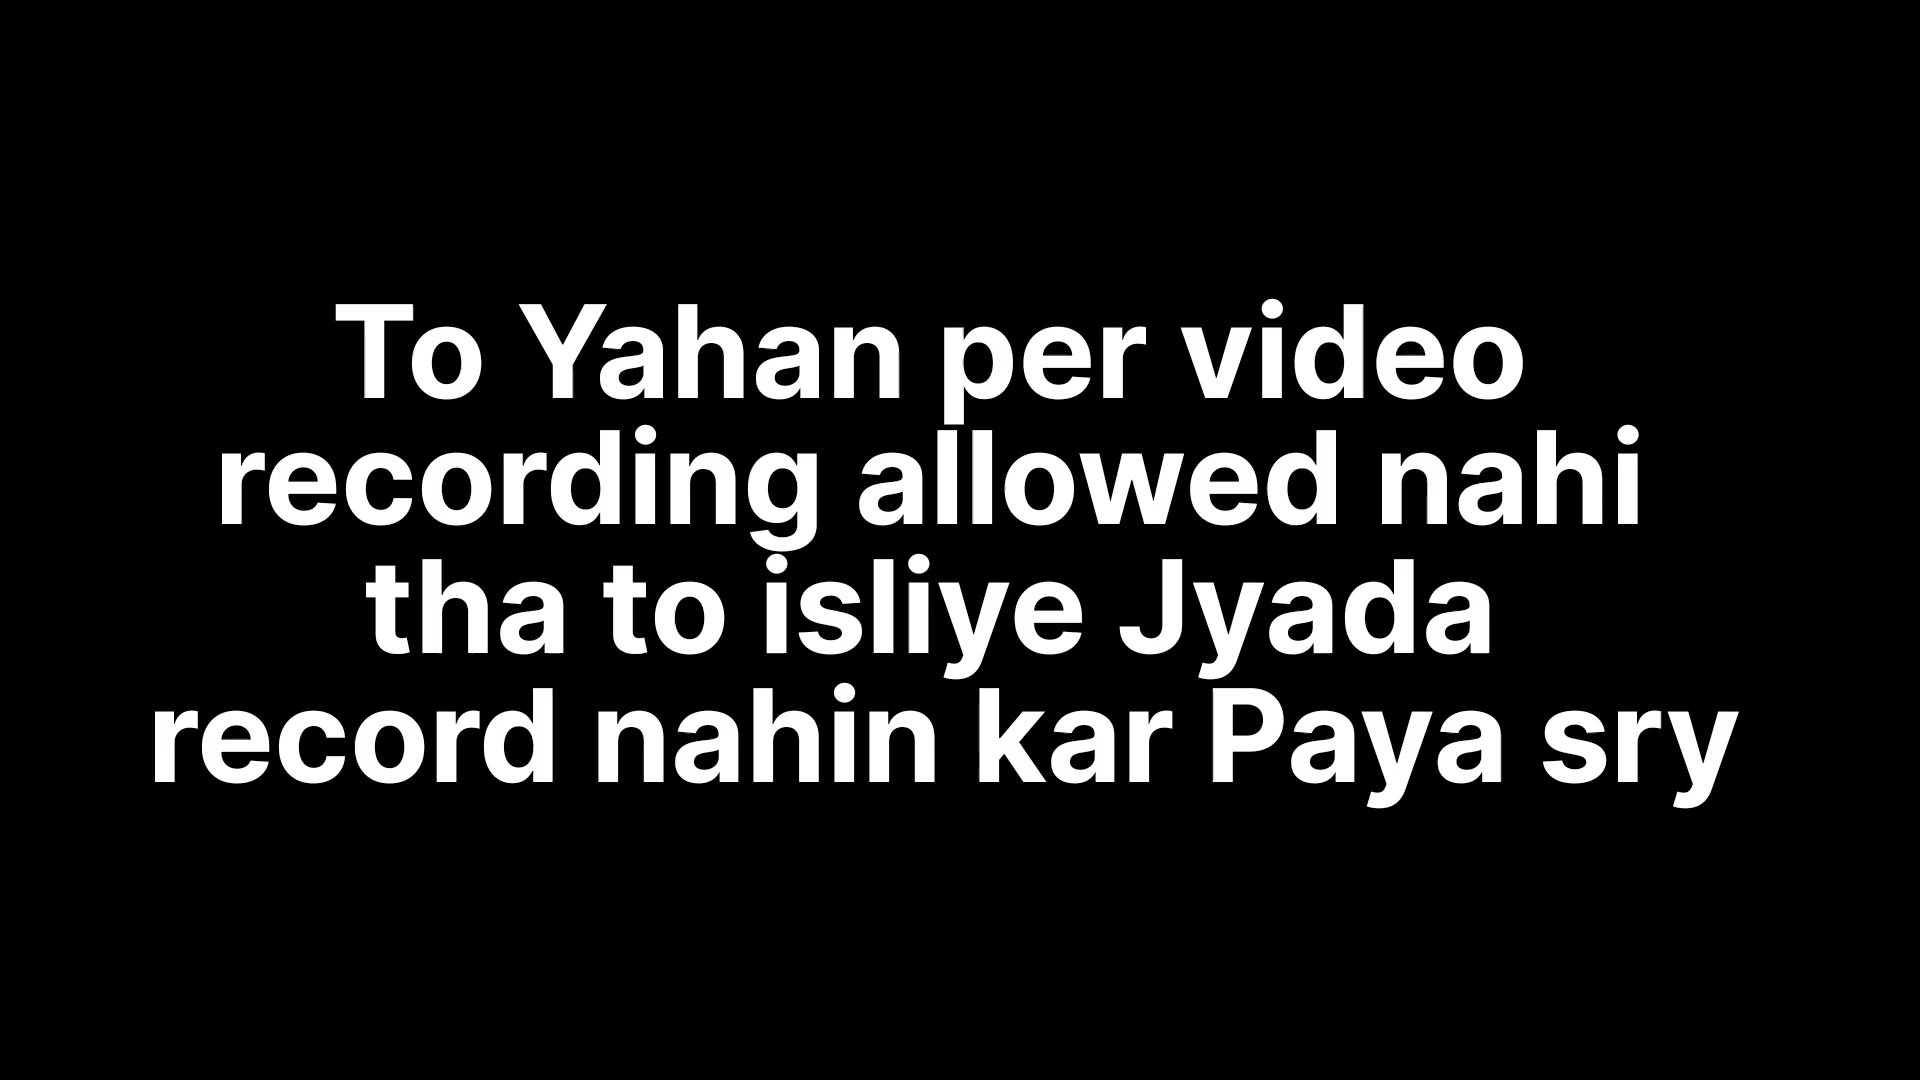 To Yahan per video
recording allowed nahi
tha to isliye Jyada
record nahin kar Paya sry